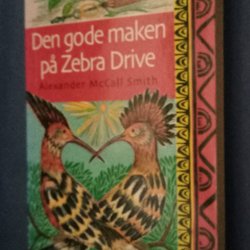 Den gode maken
på Zebra Drive
Alexander McCall Smith